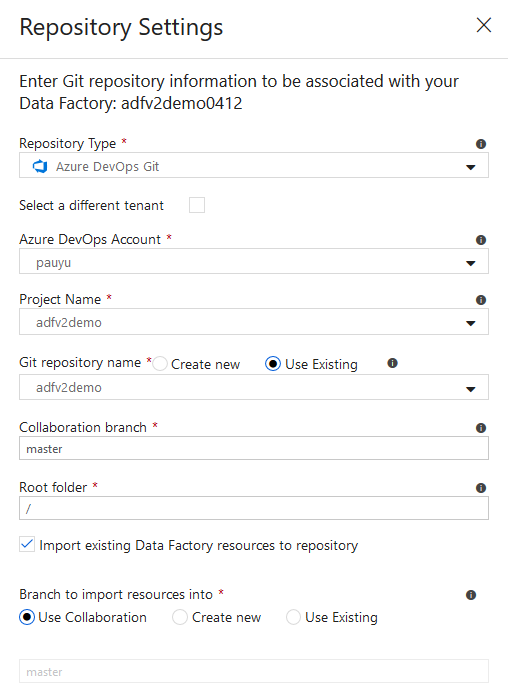 Repository Settings
Enter Git repository information to be associated with your
Data Factory: adfv2demo0412
Repository Type *
Azure DevOps Git
Select a different tenant
Azure DevOps Account *
pauyu
Project Name *
adfv2demo
Git repository name * Create new Use Existing
adfv2demo
Collaboration branch *
master
Root folder *
/
Import existing Data Factory resources to repository
Branch to import resources into *
Use Collaboration Create new Use Existing
master